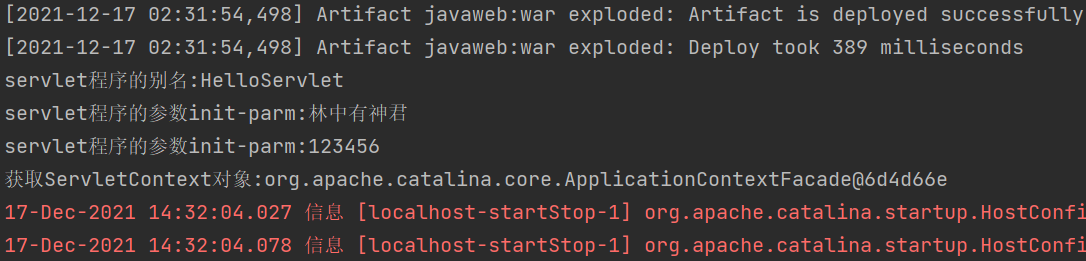 [2021-12-17 02:31:54,498] Artifact javaweb:war exploded: Artifact is deployed successfully
[2021-12-17 02:31:54,498] Artifact javaweb:war exploded: Deploy took 389 milliseconds
servlet程序的别名:HelloServlet
servlet程序的参数init-parm:林中有神君
servlet程序的参数init-parm:123456
获取ServletContext对象:org.apache.catalina.core.ApplicationContextFacade@6d4d66e
17-Dec-2021 14:32:04.027 信息 [localhost-startStop-1] org.apache.catalina.startup.HostConfi
17-Dec-2021 14:32:04.078 信息 [localhost-startStop-1] org.apache.catalina.startup.HostConfi